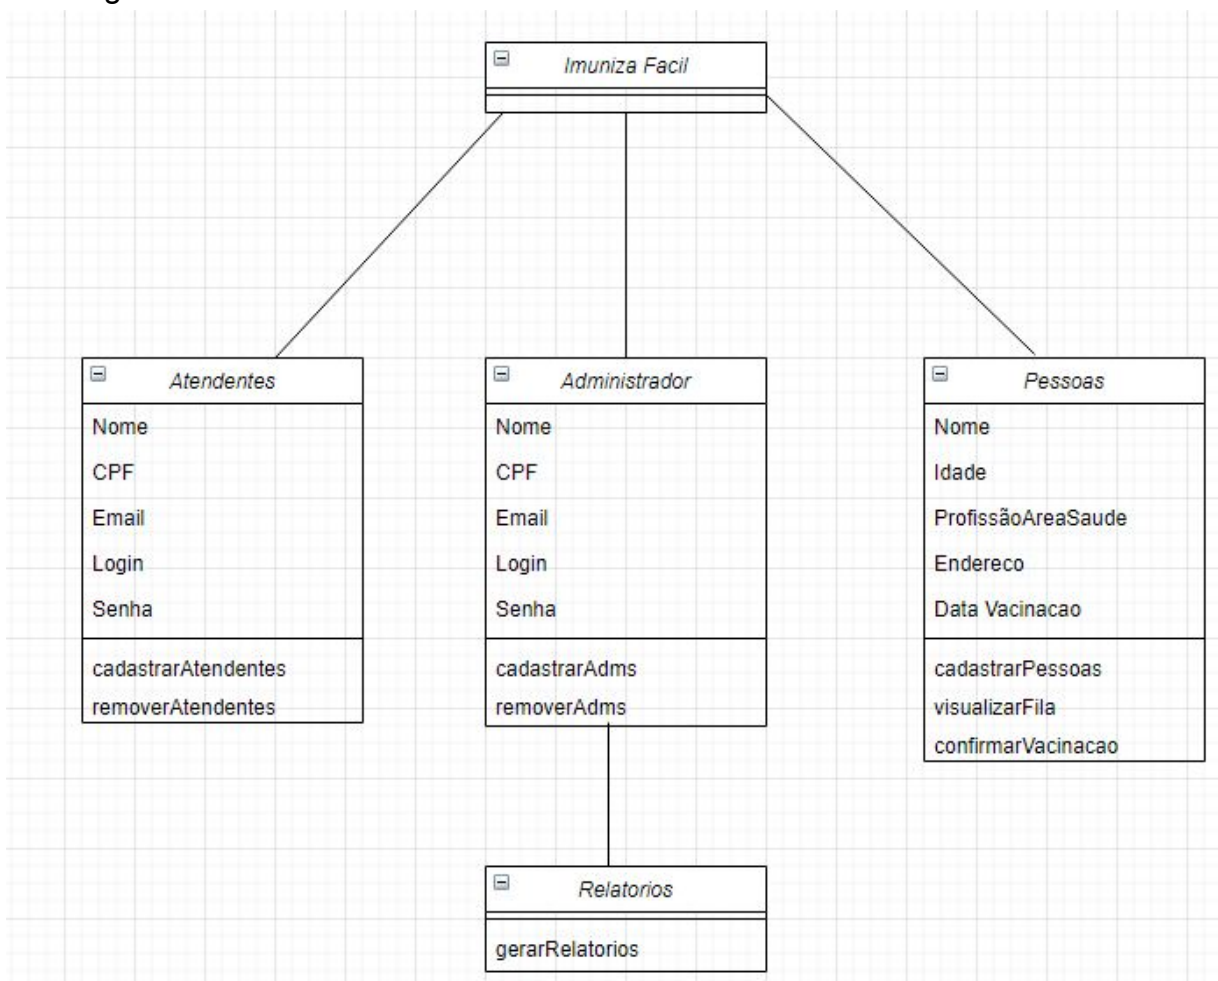 Imuniza Facil
Atendentes
Nome
CPF
Email
Login
Senha
cadastrarAtendentes
removerAtendentes
Administrador
Nome
CPF
Email
Login
Senha
cadastrarAdms
removerAdms
Pessoas
Nome
Idade
ProfissãoAreaSaude
Endereco
Data Vacinacao
cadastrarPessoas
visualizarFila
confirmarVacinacao
Relatorios
gerarRelatorios